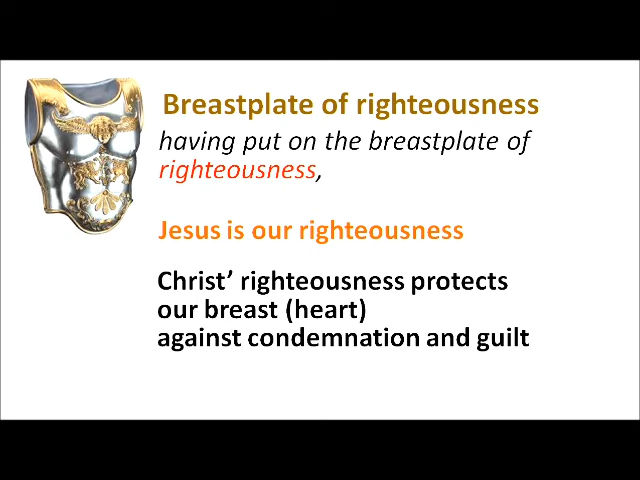 Breastplate of righteousness
having put on the breastplate of
righteousness,
Jesus is our righteousness
Christ’ righteousness protects
our breast (heart)
against condemnation and guilt